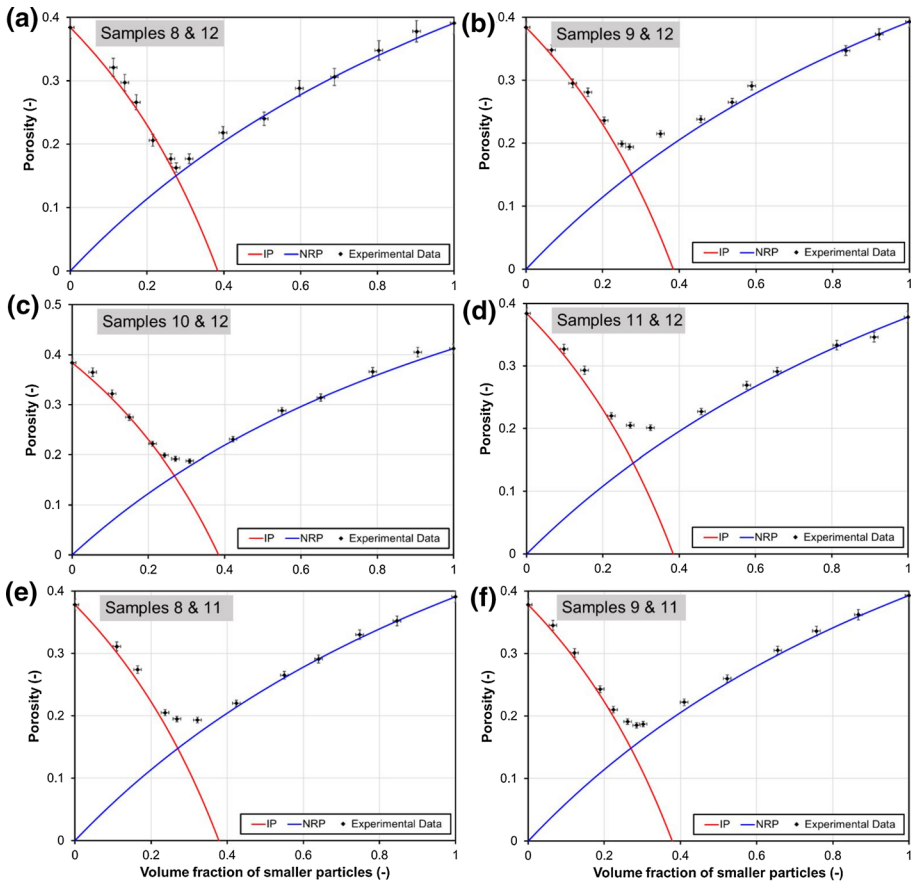 (a)
Samples 8 & 12
Porosity (-)
0.4
0.3
0.2
0.1
0
0 0.2 0.4 0.6 0.8 1
IP NRP Experimental Data
(b)
Samples 9 & 12
Porosity (-)
0.4
0.3
0.2
0.1
0
0 0.2 0.4 0.6 0.8 1
IP NRP Experimental Data
(c)
Samples 10 & 12
Porosity (-)
0.5
0.4
0.3
0.2
0.1
0
0 0.2 0.4 0.6 0.8 1
IP NRP Experimental Data
(d)
Samples 11 & 12
Porosity (-)
0.4
0.3
0.2
0.1
0
0 0.2 0.4 0.6 0.8 1
IP NRP Experimental Data
(e)
Samples 8 & 11
Porosity (-)
0.4
0.3
0.2
0.1
0
0 0.2 0.4 0.6 0.8 1
IP NRP Experimental Data
Volume fraction of smaller particles (-)
(f)
Samples 9 & 11
Porosity (-)
0.4
0.3
0.2
0.1
0
0 0.2 0.4 0.6 0.8 1
IP NRP Experimental Data
Volume fraction of smaller particles (-)